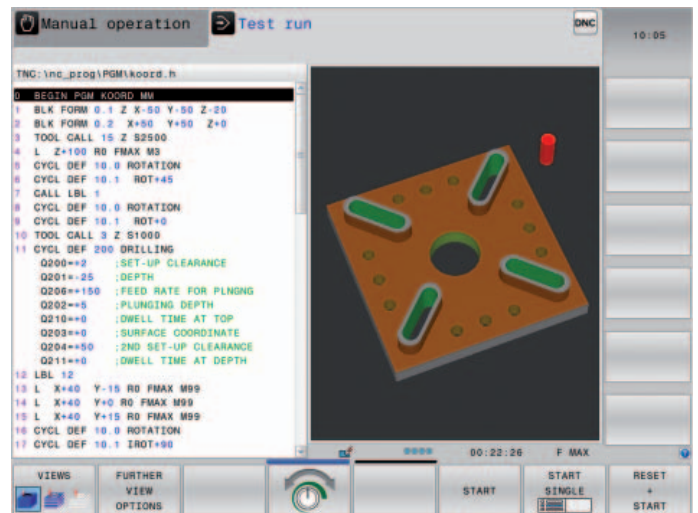 Manual operation
Test run
DNC
10:05
TNC:\nc_prog\PGM\koord.h
0 BEGIN PGM KOORD MM
1 BLK FORM 0.1 Z X-50 Y-50 Z-20
2 BLK FORM 0.2 X+50 Y+50 Z+0
3 TOOL CALL 15 Z S2500
4 L Z+100 R0 FMAX M3
5 CYCL DEF 10.0 ROTATION
6 CYCL DEF 10.1 ROT+45
7 CALL LBL 1
8 CYCL DEF 10.0 ROTATION
9 CYCL DEF 10.1 ROT+0
10 TOOL CALL 3 Z S1000
11 CYCL DEF 200 DRILLING
Q200=+2 ;SET-UP CLEARANCE
Q201=-25 ;DEPTH
Q206=+150 ;FEED RATE FOR PLNGNG
Q202=+5 ;PLUNGING DEPTH
Q210=+0 ;DWELL TIME AT TOP
Q203=+0 ;SURFACE COORDINATE
Q204=+50 ;2ND SET-UP CLEARANCE
Q211=+0 ;DWELL TIME AT DEPTH
12 LBL 12
13 L X+40 Y-15 R0 FMAX M99
14 L X+40 Y+0 R0 FMAX M99
15 L X+40 Y+15 R0 FMAX M99
16 CYCL DEF 10.0 ROTATION
17 CYCL DEF 10.1 IROT+90
00:22:26 F MAX
VIEWS
FURTHER
VIEW
OPTIONS
START
START
SINGLE
RESET
+
START